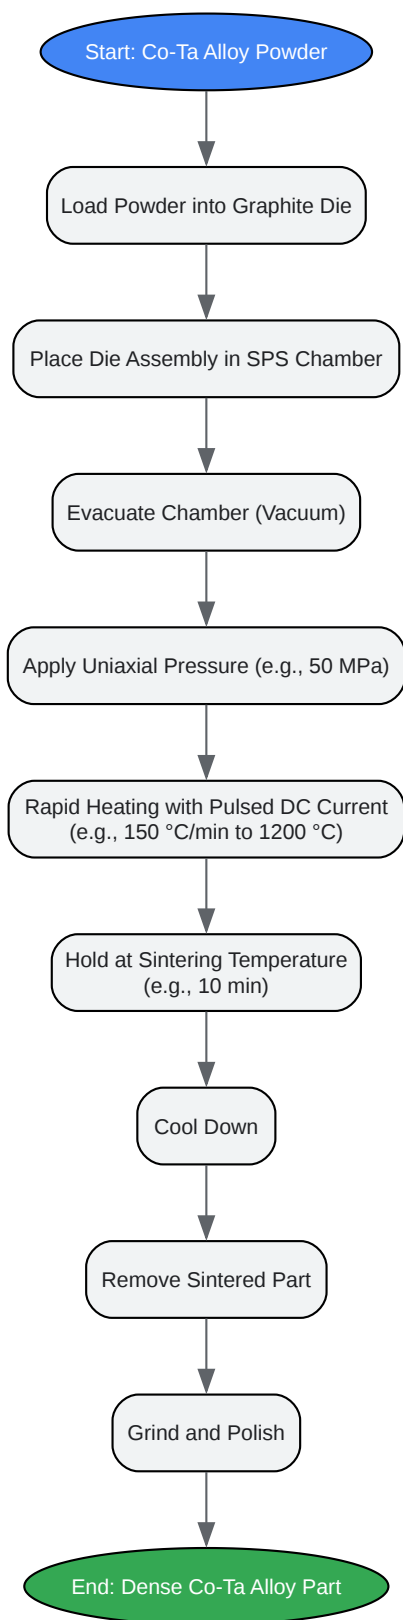 Start: Co-Ta Alloy Powder
Load Powder into Graphite Die
Place Die Assembly in SPS Chamber
Evacuate Chamber (Vacuum)
Apply Uniaxial Pressure (e.g., 50 MPa)
Rapid Heating with Pulsed DC Current
(e.g., 150 °C/min to 1200 °C)
Hold at Sintering Temperature
(e.g., 10 min)
Cool Down
Remove Sintered Part
Grind and Polish
End: Dense Co-Ta Alloy Part